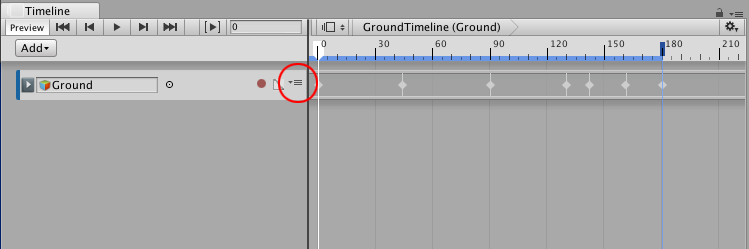 Timeline
Preview 0 GroundTimeline (Ground)
Add 0 30 60 90 120 150 180 210
Ground